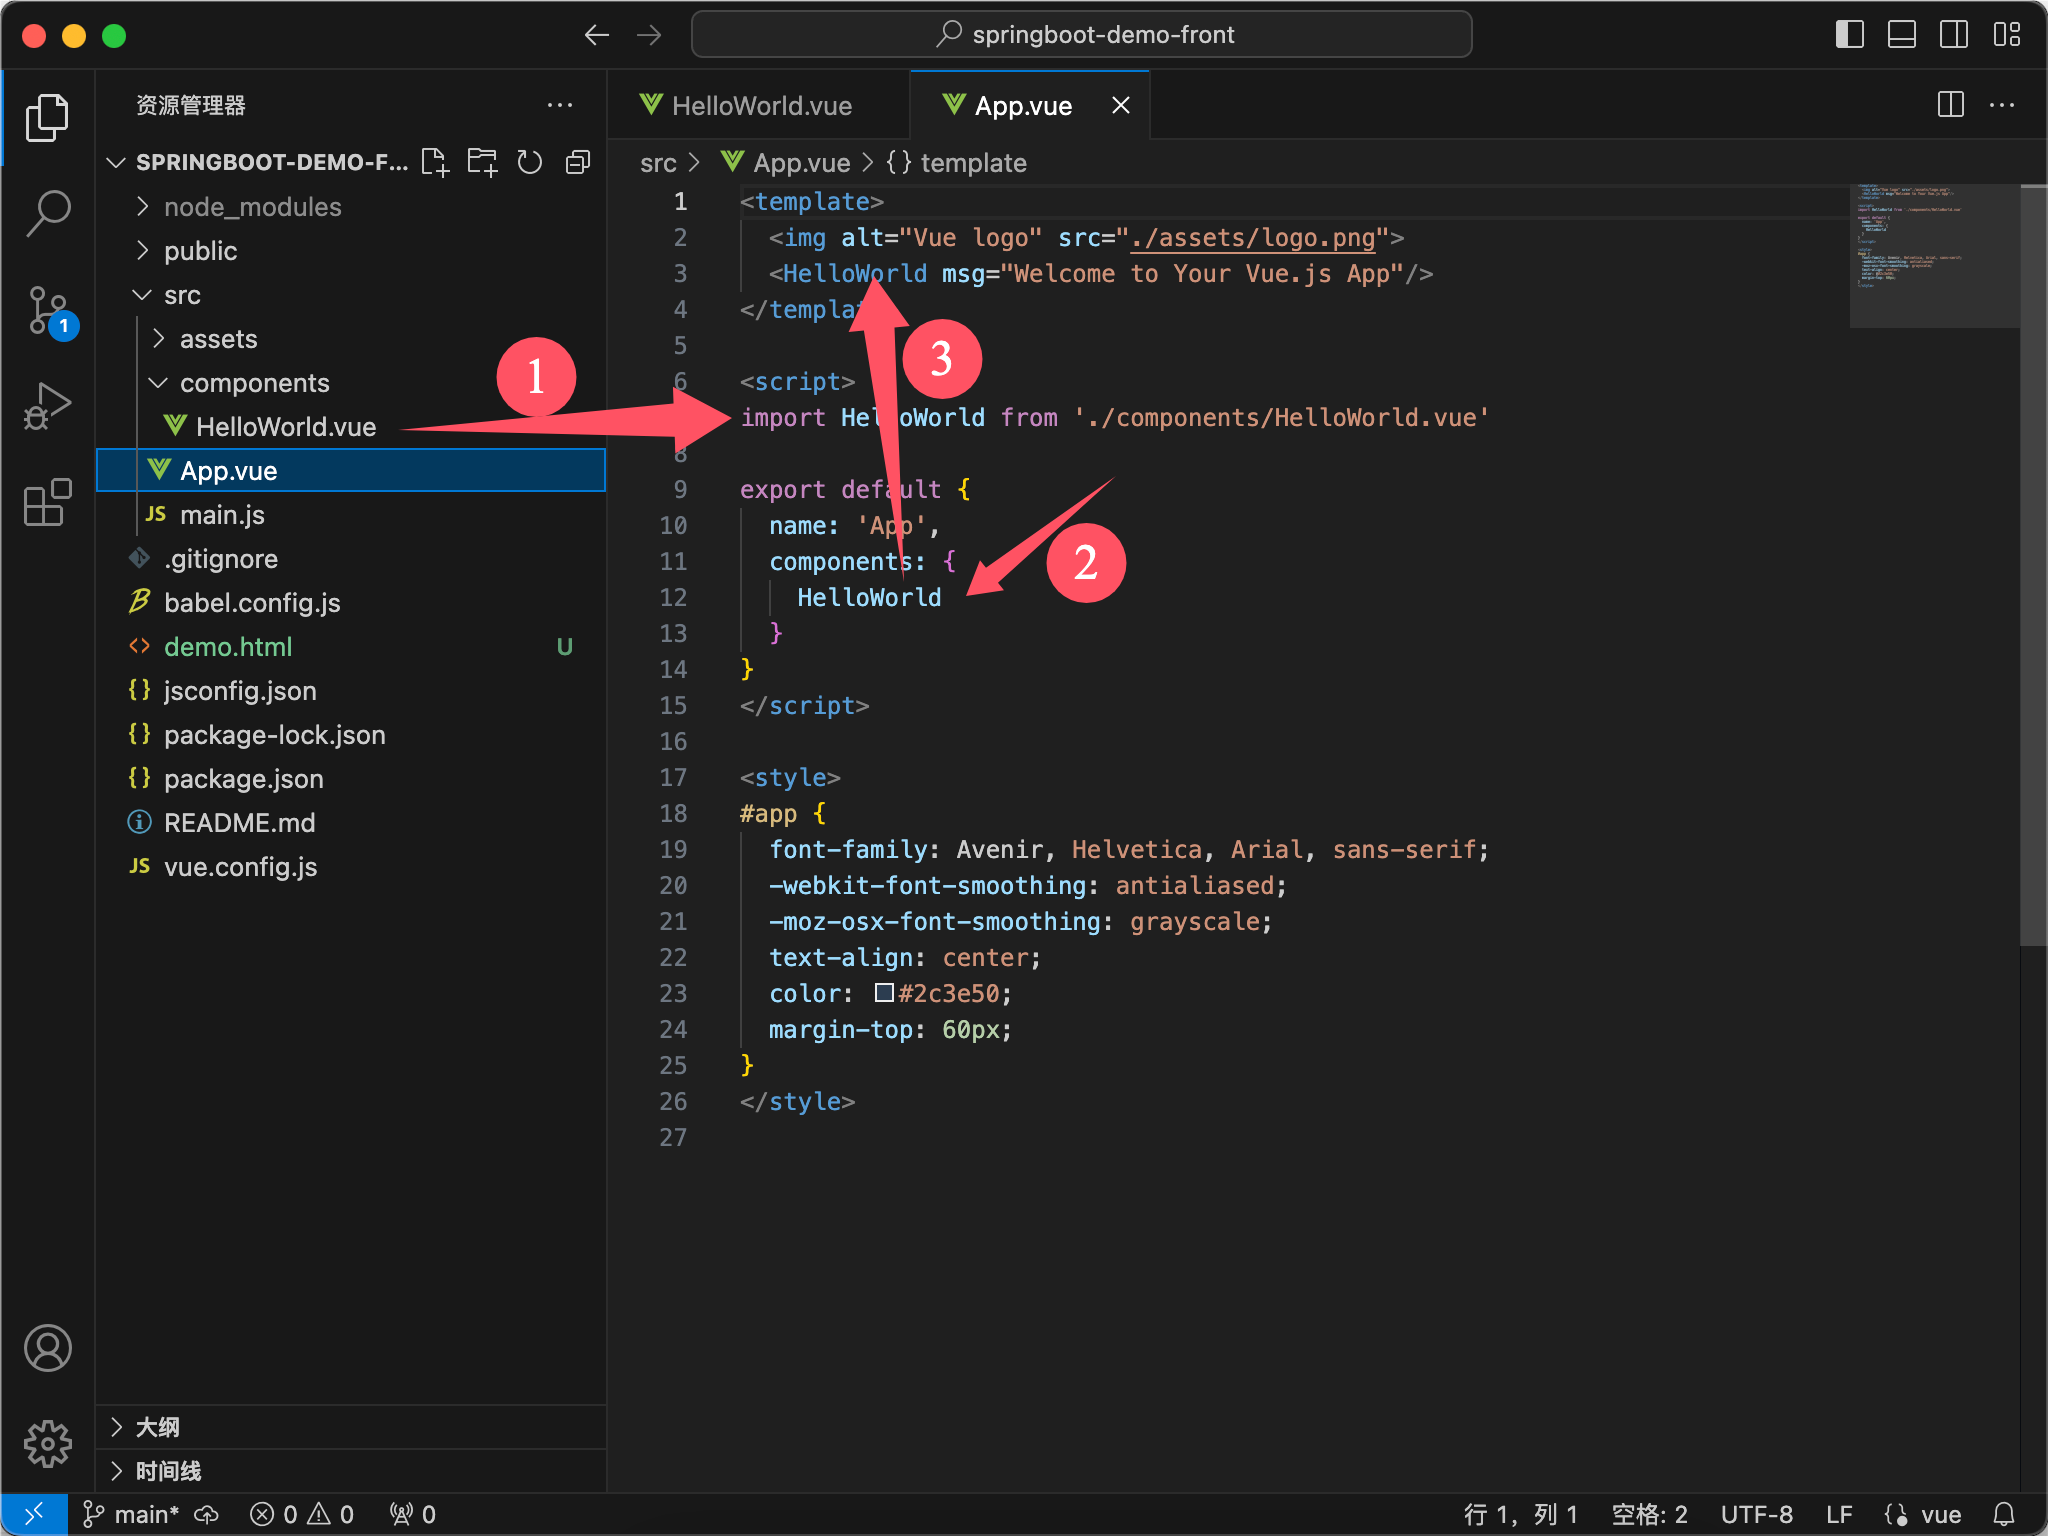 springboot-demo-front
资源管理器
SPRINGBOOT-DEMO-F...
node_modules
public
src
assets
components
HelloWorld.vue
App.vue
main.js
.gitignore
babel.config.js
demo.html U
jsconfig.json
package-lock.json
package.json
README.md
vue.config.js
大纲
时间线
1
HelloWorld.vue
App.vue
src > App.vue > {} template
1 <template>
2 <img alt="Vue logo" src="./assets/logo.png">
3 <HelloWorld msg="Welcome to Your Vue.js App"/>
4 </templa
5
6 <script>
import HelloWorld from './components/HelloWorld.vue'
8
9 export default {
10 name: 'App',
11 components: {
12 HelloWorld
13 }
14 }
15 </script>
16
17 <style>
18 #app {
19 font-family: Avenir, Helvetica, Arial, sans-serif;
20 -webkit-font-smoothing: antialiased;
21 -moz-osx-font-smoothing: grayscale;
22 text-align: center;
23 color: #2c3e50;
24 margin-top: 60px;
25 }
26 </style>
27
1
3
2
main* 0 0 0
行 1，列 1 空格: 2 UTF-8 LF vue